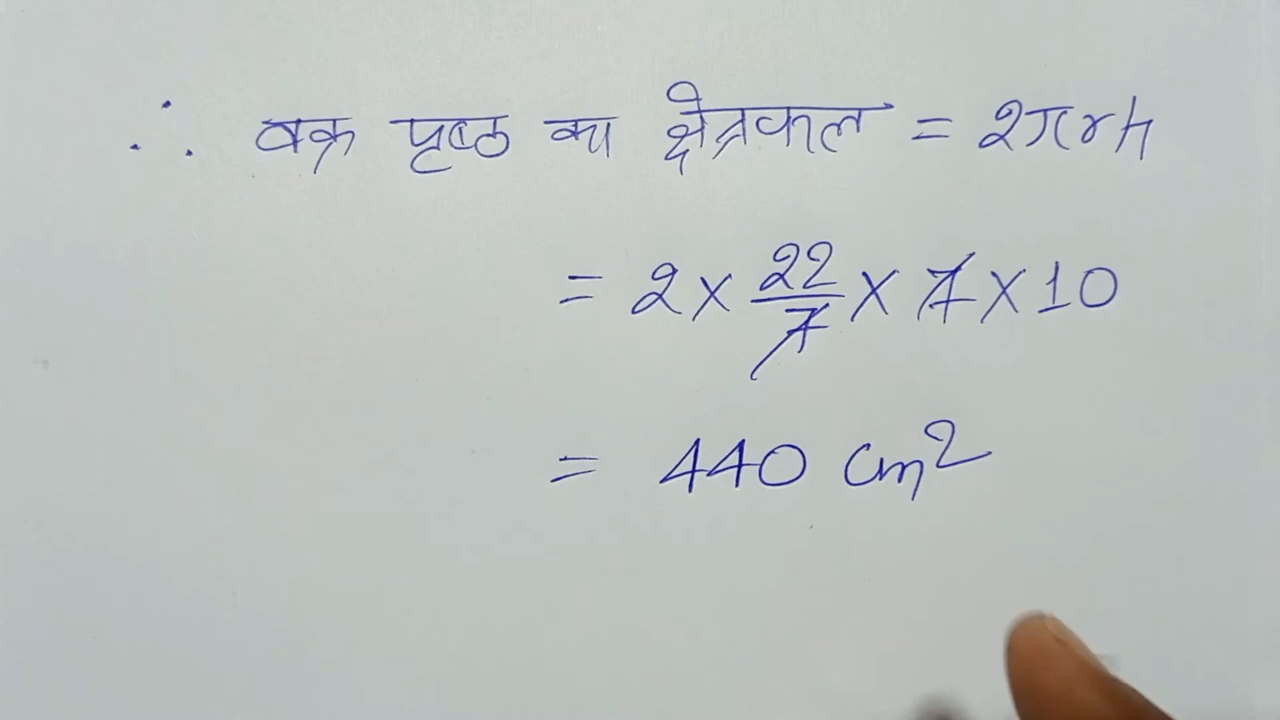 ∴ वक्र पृष्ठ का क्षेत्रफल = 2πrh
= 2 × 22/7 × 7 × 10
= 440 cm²